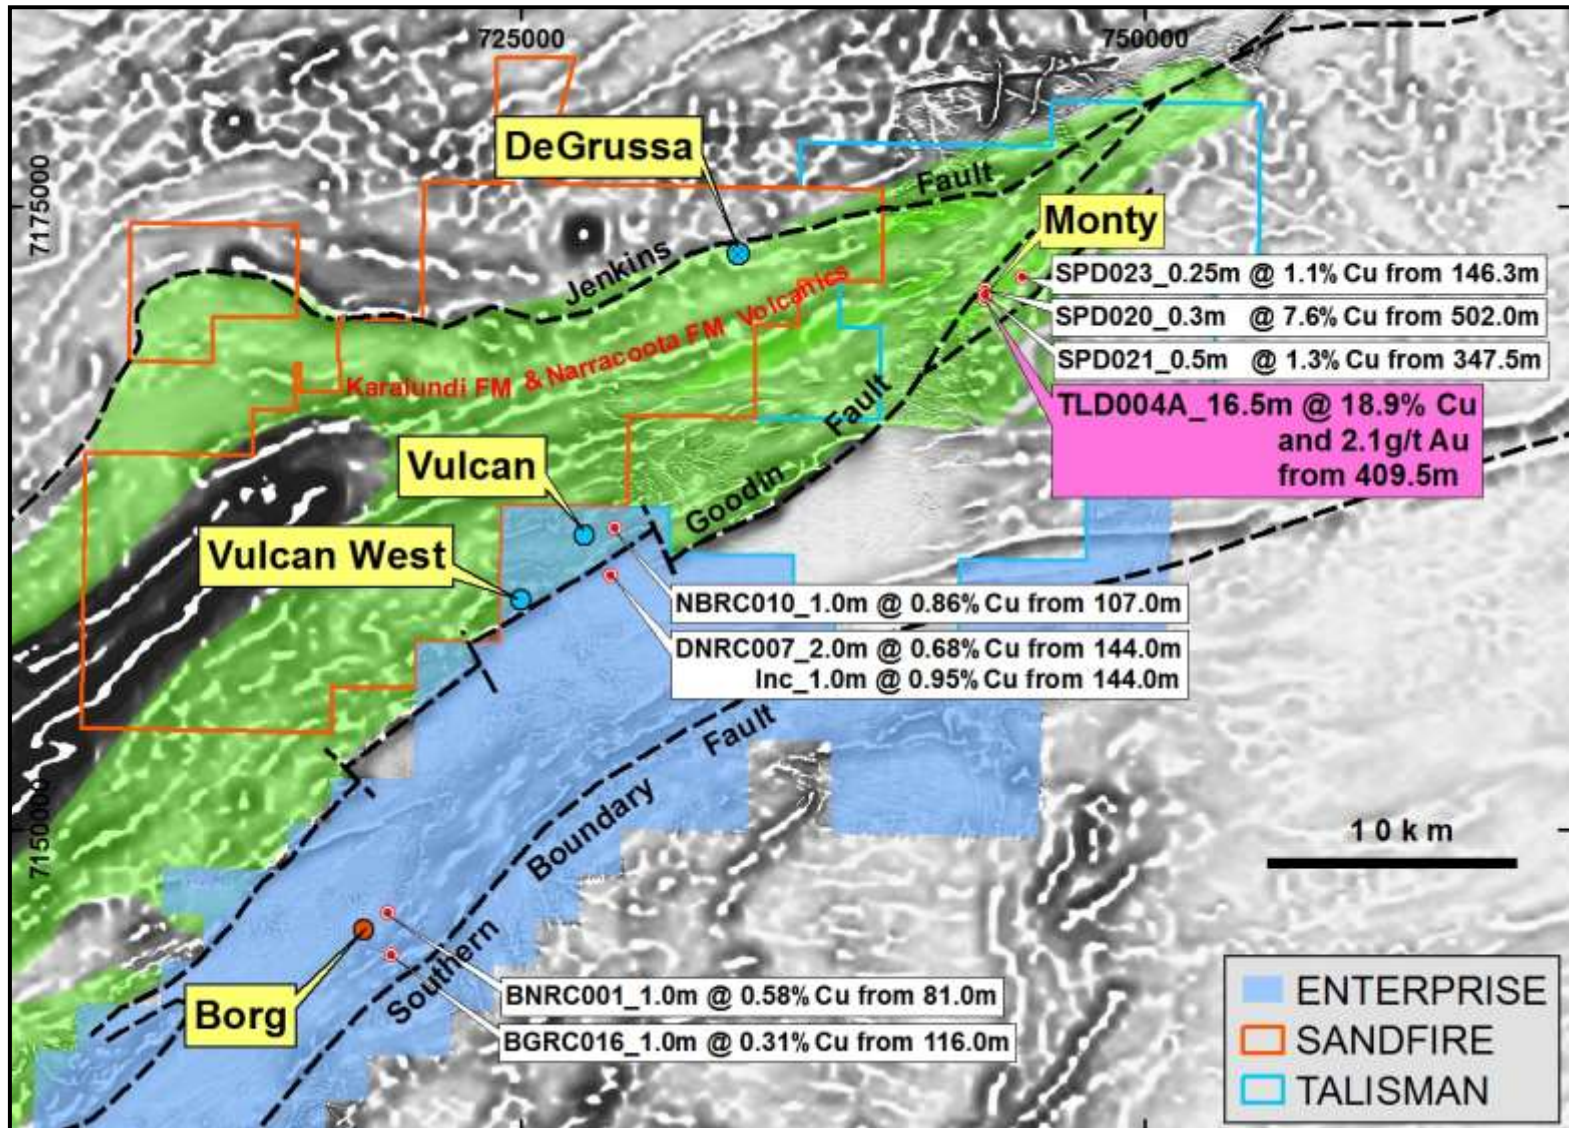 725000
750000
7175000
7150000
DeGrussa
Fault
Jenkins
Monty
SPD023_0.25m @ 1.1% Cu from 146.3m
SPD020_0.3m @ 7.6% Cu from 502.0m
SPD021_0.5m @ 1.3% Cu from 347.5m
TLD004A_16.5m @ 18.9% Cu
and 2.1g/t Au
from 409.5m
Karalundi FM & Narracoota FM Volcanics
Fault
Goodin
Vulcan
Vulcan West
NBRC010_1.0m @ 0.86% Cu from 107.0m
DNRC007_2.0m @ 0.68% Cu from 144.0m
Inc_1.0m @ 0.95% Cu from 144.0m
Fault
Boundary
Southern
10km
Borg
BNRC001_1.0m @ 0.58% Cu from 81.0m
BGRC016_1.0m @ 0.31% Cu from 116.0m
ENTERPRISE
SANDFIRE
TALISMAN